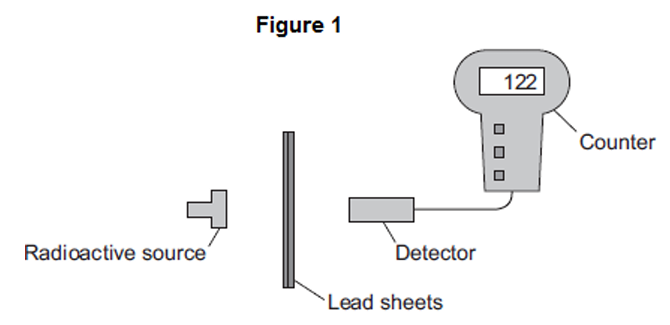 Figure 1
122
Counter
Radioactive source
Detector
Lead sheets